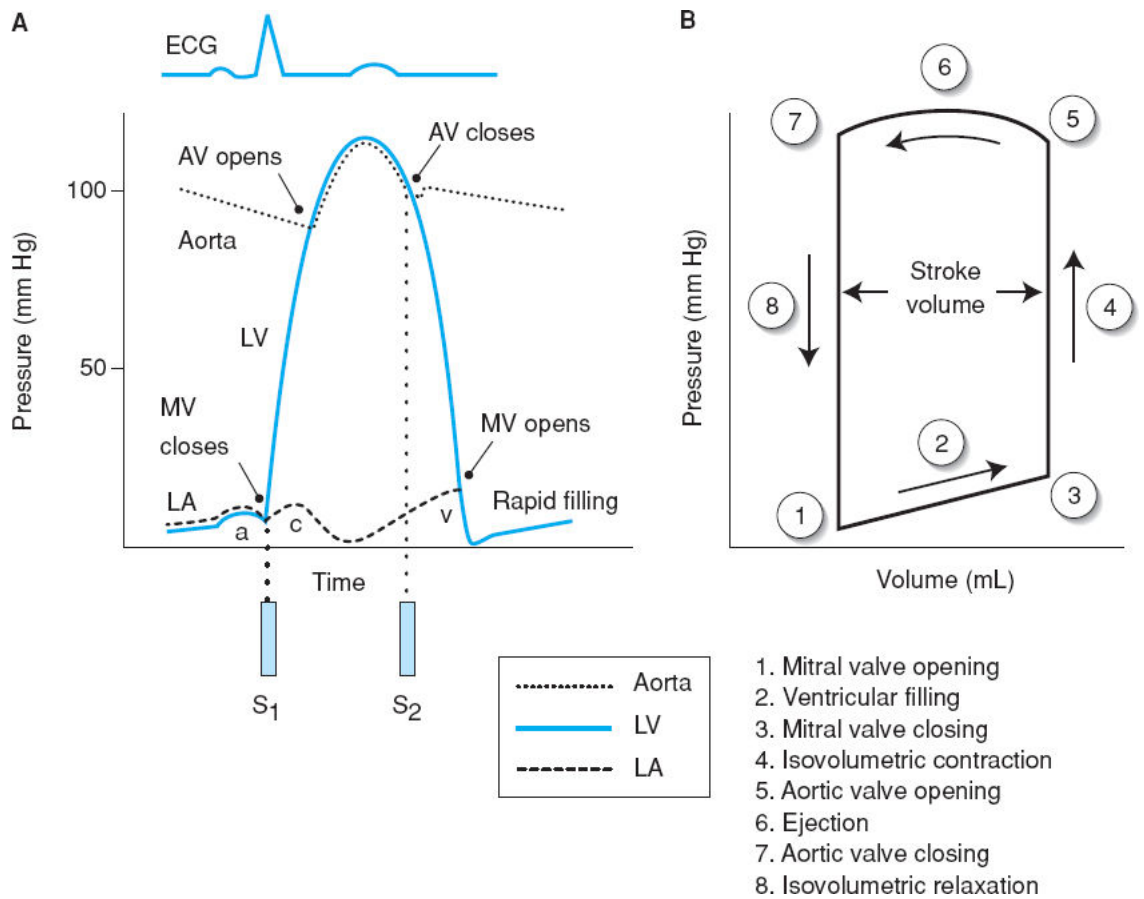 A
ECG
AV opens
AV closes
100
Aorta
LV
50
MV
closes
MV opens
LA
a
c
v
Rapid filling
Pressure (mm Hg)
Time
S1
S2
Aorta
LV
LA
B
6
7
5
Stroke
volume
8
4
2
1
3
Pressure (mm Hg)
Volume (mL)
1. Mitral valve opening
2. Ventricular filling
3. Mitral valve closing
4. Isovolumetric contraction
5. Aortic valve opening
6. Ejection
7. Aortic valve closing
8. Isovolumetric relaxation